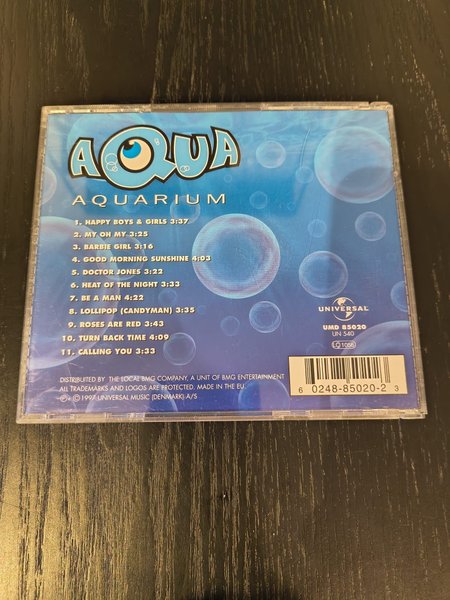 AQUA
AQUARIUM
1. HAPPY BOYS & GIRLS 3:37
2. MY OH MY 3:25
3. BARBIE GIRL 3:16
4. GOOD MORNING SUNSHINE 4:03
5. DOCTOR JONES 3:22
6. HEAT OF THE NIGHT 3:33
7. BE A MAN 4:22
8. LOLLIPOP (CANDYMAN) 3:35
9. ROSES ARE RED 3:43
10. TURN BACK TIME 4:09
11. CALLING YOU 3:33
UNIVERSAL
UMD 85020
UN 540
DISTRIBUTED BY THE LOCAL BMG COMPANY, A UNIT OF BMG ENTERTAINMENT
ALL TRADEMARKS AND LOGOS ARE PROTECTED. MADE IN THE EU.
℗ + © 1997 UNIVERSAL MUSIC (DENMARK) A/S
6 0248-85020-2 3